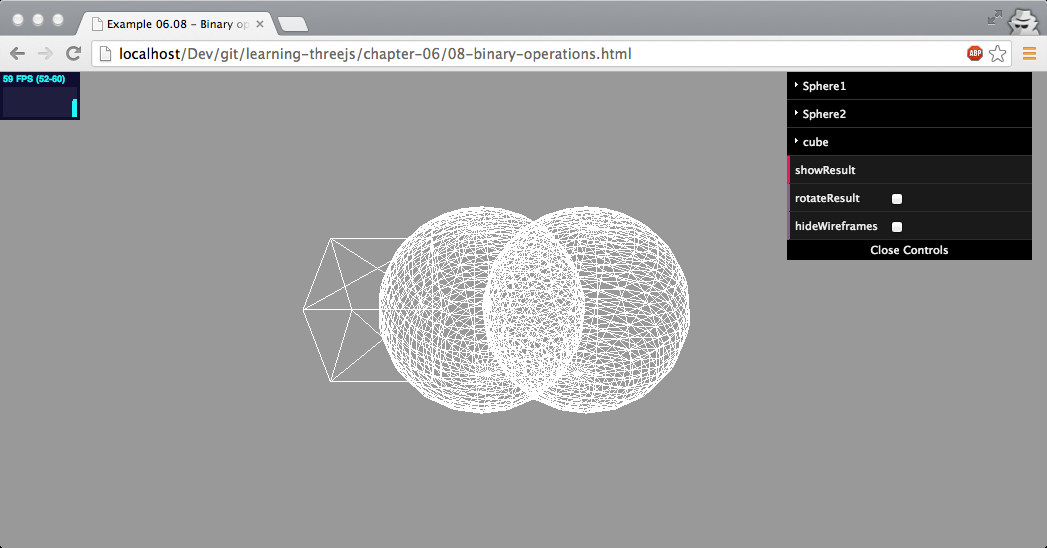 Example 06.08 - Binary op
localhost/Dev/git/learning-threejs/chapter-06/08-binary-operations.html
ABP
59 FPS (52-60)
Sphere1
Sphere2
cube
showResult
rotateResult
hideWireframes
Close Controls